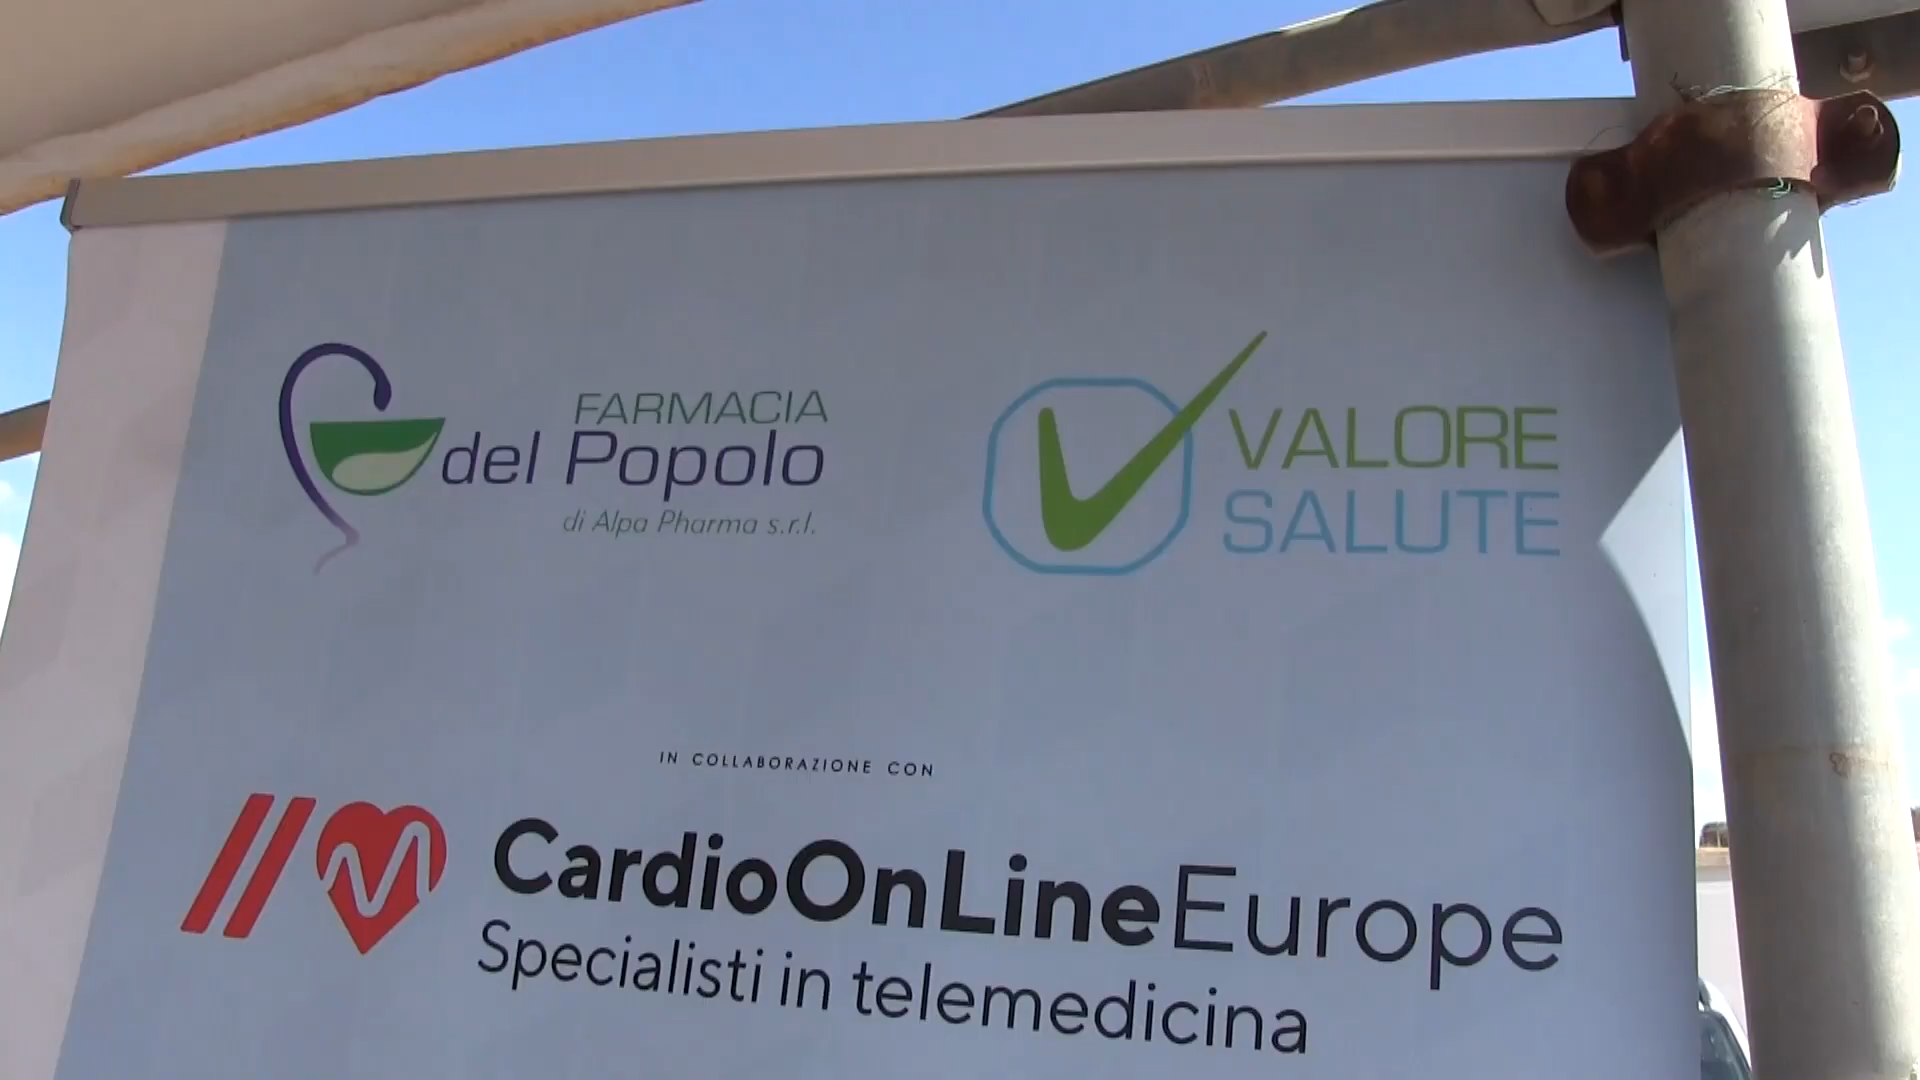 FARMACIA
del Popolo
di Alpa Pharma s.r.l.
VALORE
SALUTE
IN COLLABORAZIONE CON
CardioOnLineEurope
Specialisti in telemedicina